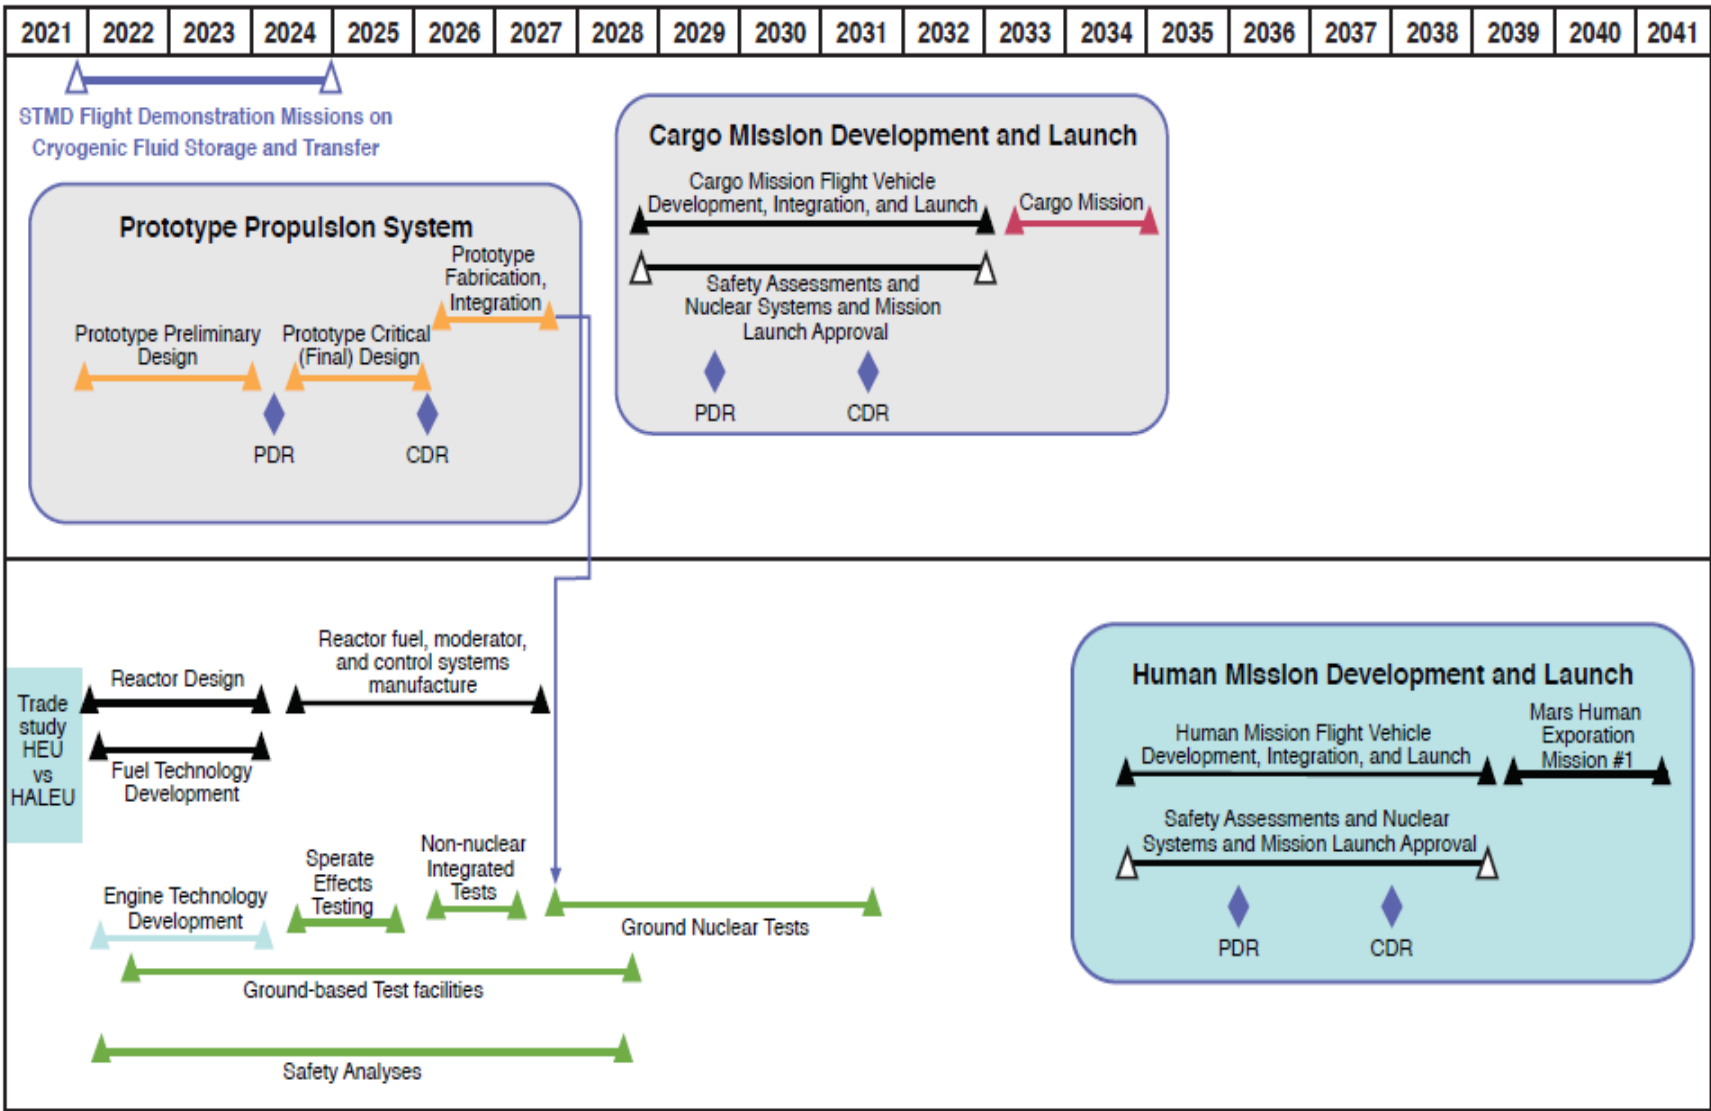 2021 2022 2023 2024 2025 2026 2027 2028 2029 2030 2031 2032 2033 2034 2035 2036 2037 2038 2039 2040 2041
STMD Flight Demonstration Missions on
Cryogenic Fluid Storage and Transfer
Prototype Propulsion System
Prototype
Fabrication,
Integration
Prototype Preliminary
Design
Prototype Critical
(Final) Design
PDR
CDR
Cargo Mission Development and Launch
Cargo Mission Flight Vehicle
Development, Integration, and Launch
Cargo Mission
Safety Assessments and
Nuclear Systems and Mission
Launch Approval
PDR
CDR
Trade
study
HEU
vs
HALEU
Reactor Design
Fuel Technology
Development
Reactor fuel, moderator,
and control systems
manufacture
Engine Technology
Development
Sperate
Effects
Testing
Non-nuclear
Integrated
Tests
Ground Nuclear Tests
Ground-based Test facilities
Safety Analyses
Human Mission Development and Launch
Human Mission Flight Vehicle
Development, Integration, and Launch
Mars Human
Exporation
Mission #1
Safety Assessments and Nuclear
Systems and Mission Launch Approval
PDR
CDR